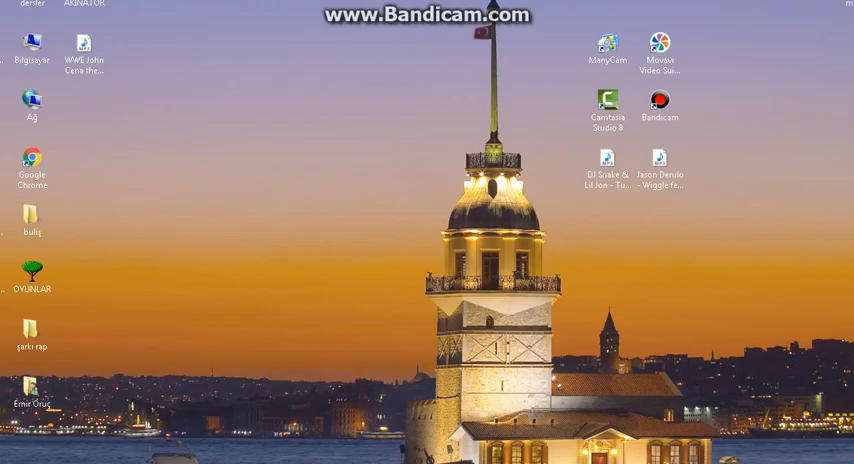 www.Bandicam.com
dersler
AKINATOR
Bilgisayar
WWE John
Cena the...
Ağ
Google
Chrome
buliş
OYUNLAR
şarkı rap
Emir Oruç
ManyCam
Movavi
Video Sui...
Camtasia
Studio 8
Bandicam
DJ Snake &
Lil Jon - Tu...
Jason Derulo
- Wiggle fe...